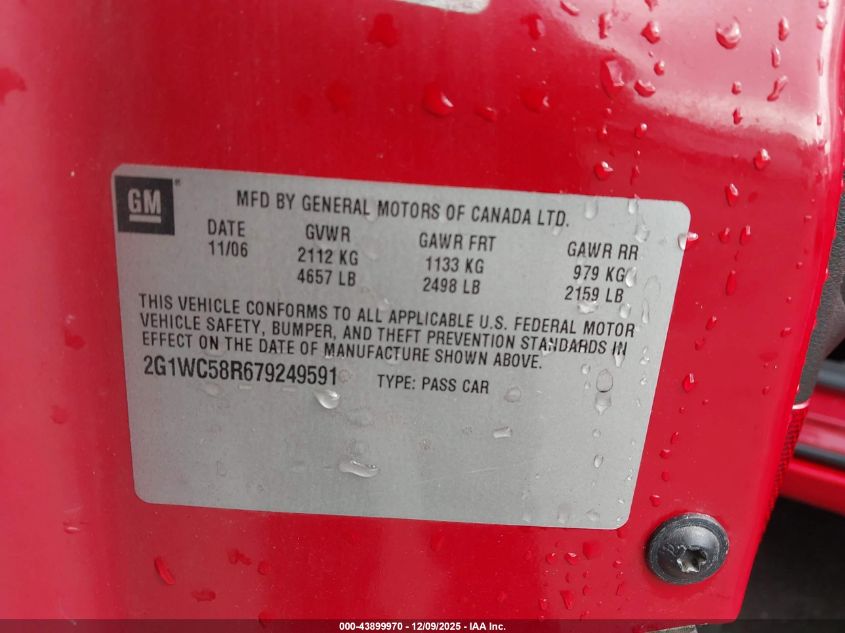 GM
MFD BY GENERAL MOTORS OF CANADA LTD.
DATE GVWR GAWR FRT GAWR RR
11/06 2112 KG 1133 KG 979 KG
4657 LB 2498 LB 2159 LB
THIS VEHICLE CONFORMS TO ALL APPLICABLE U.S. FEDERAL MOTOR
VEHICLE SAFETY, BUMPER, AND THEFT PREVENTION STANDARDS IN
EFFECT ON THE DATE OF MANUFACTURE SHOWN ABOVE.
2G1WC58R679249591 TYPE: PASS CAR
000-43899970 - 12/09/2025 - IAA Inc.